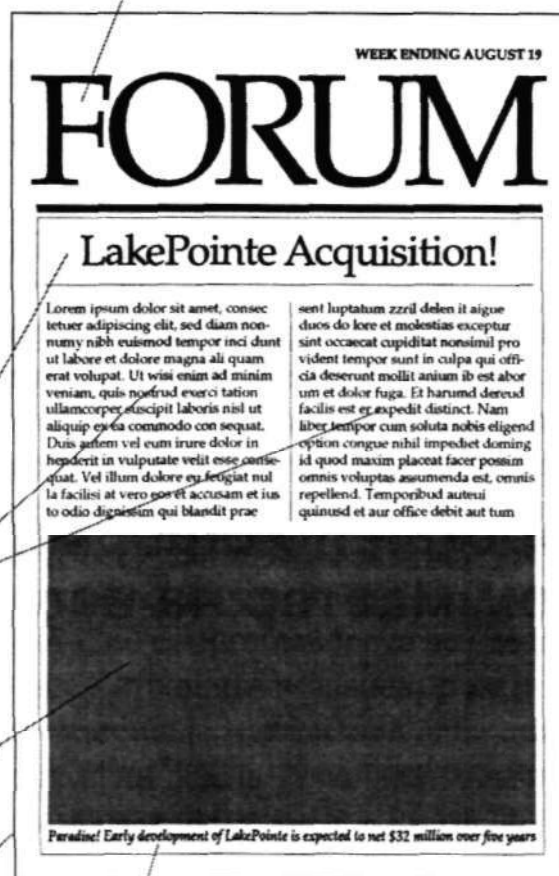 WEEK ENDING AUGUST 19
FORUM
LakePointe Acquisition!
Lorem ipsum dolor sit amet, consec
tetuer adipiscing elit, sed diam non-
numy nibh euismod tempor inci dunt
ut labore et dolore magna ali quam
erat volupat. Ut wisi enim ad minim
veniam, quis nostrud exerci tation
ullamcorper suscipit laboris nisl ut
aliquip ex ea commodo con sequat.
Duis autem vel eum irure dolor in
henderit in vulputate velit esse conse-
quat. Vel illum dolore eu feugiat nul
la facilisi at vero eos et accusam et ius
to odio dignissim qui blandit prae
sent luptatum zzril delen it aigue
duos do lore et molestias exceptur
sint occaecat cupiditat nonsimil pro
vident tempor sunt in culpa qui offi-
cia deserunt mollit anium ib est abor
um et dolor fuga. Et harumd dereud
facilis est er expedit distinct. Nam
liber tempor cum soluta nobis eligend
option congue nihil impediet doming
id quod maxim placeat facer possim
omnis voluptas assumenda est, omnis
repellend. Temporibud auteui
quinusd et aur office debit aut tum
Paradise! Early development of LakePointe is expected to net $32 million over five years